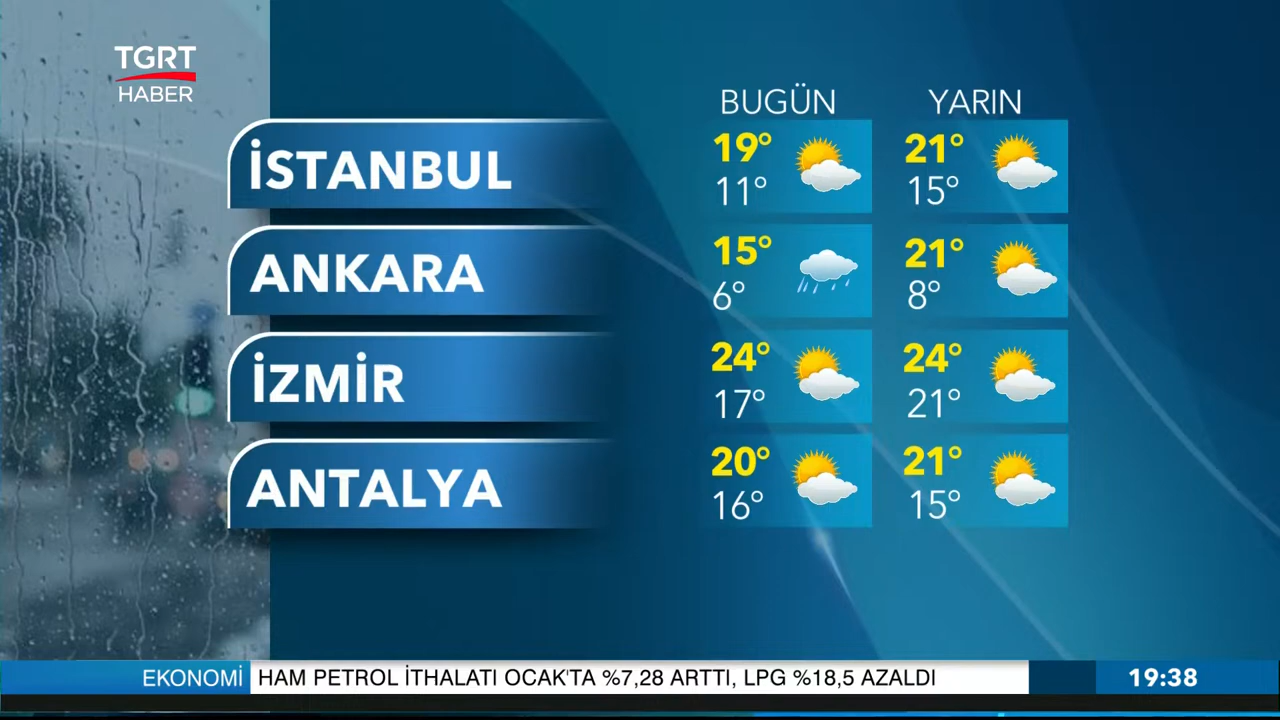 TGRT
HABER
BUGÜN YARIN
İSTANBUL 19° 11° 21° 15°
ANKARA 15° 6° 21° 8°
İZMİR 24° 17° 24° 21°
ANTALYA 20° 16° 21° 15°
EKONOMİ HAM PETROL İTHALATI OCAK'TA %7,28 ARTTI, LPG %18,5 AZALDI 19:38